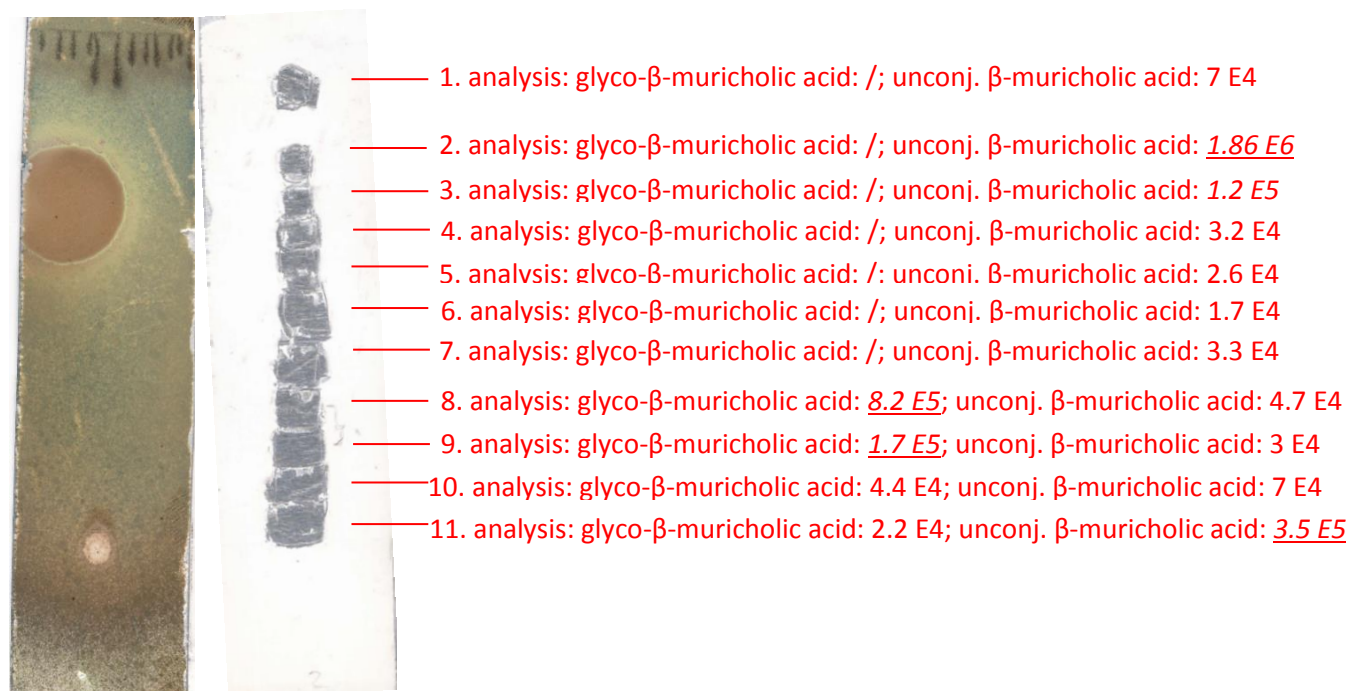 1. analysis: glyco-β-muricholic acid: /; unconj. β-muricholic acid: 7 E4
2. analysis: glyco-β-muricholic acid: /; unconj. β-muricholic acid: 1.86 E6
3. analysis: glyco-β-muricholic acid: /; unconj. β-muricholic acid: 1.2 E5
4. analysis: glyco-β-muricholic acid: /; unconj. β-muricholic acid: 3.2 E4
5. analysis: glyco-β-muricholic acid: /; unconj. β-muricholic acid: 2.6 E4
6. analysis: glyco-β-muricholic acid: /; unconj. β-muricholic acid: 1.7 E4
7. analysis: glyco-β-muricholic acid: /; unconj. β-muricholic acid: 3.3 E4
8. analysis: glyco-β-muricholic acid: 8.2 E5; unconj. β-muricholic acid: 4.7 E4
9. analysis: glyco-β-muricholic acid: 1.7 E5; unconj. β-muricholic acid: 3 E4
10. analysis: glyco-β-muricholic acid: 4.4 E4; unconj. β-muricholic acid: 7 E4
11. analysis: glyco-β-muricholic acid: 2.2 E4; unconj. β-muricholic acid: 3.5 E5
2